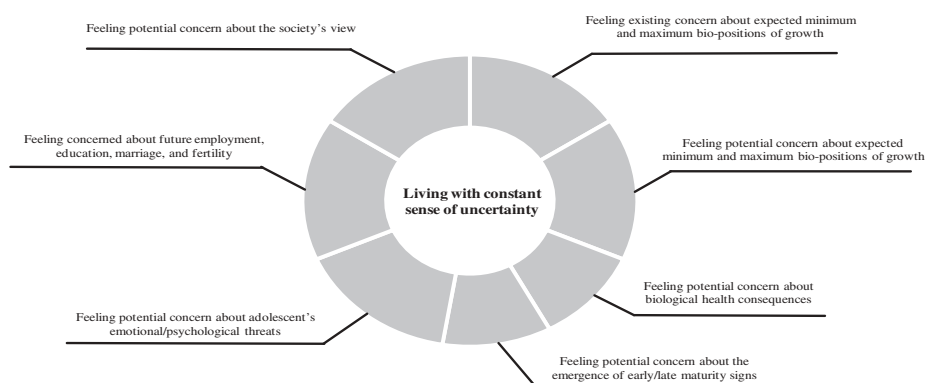 Feeling potential concern about the society's view
Feeling existing concern about expected minimum
and maximum bio-positions of growth
Feeling concerned about future employment,
education, marriage, and fertility
Feeling potential concern about expected
minimum and maximum bio-positions of growth
Living with constant
sense of uncertainty
Feeling potential concern about
biological health consequences
Feeling potential concern about adolescent's
emotional/psychological threats
Feeling potential concern about the
emergence of early/late maturity signs